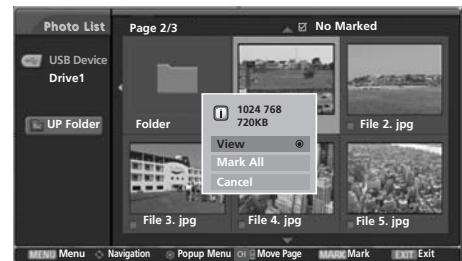 Photo List
Page 2/3
No Marked
USB Device
Drive1
UP Folder
Folder
1024 768
720KB
View
Mark All
Cancel
File 2. jpg
File 3. jpg
File 4. jpg
File 5. jpg
MENU Menu Navigation Popup Menu CH Move Page MARK Mark EXIT Exit